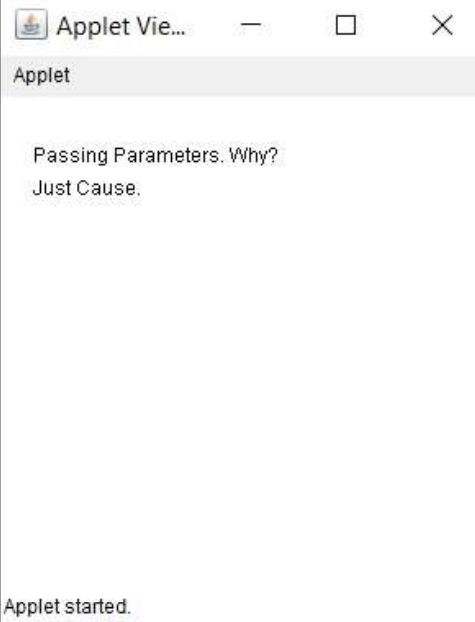 Applet Vie...
Applet
Passing Parameters. Why?
Just Cause.
Applet started.